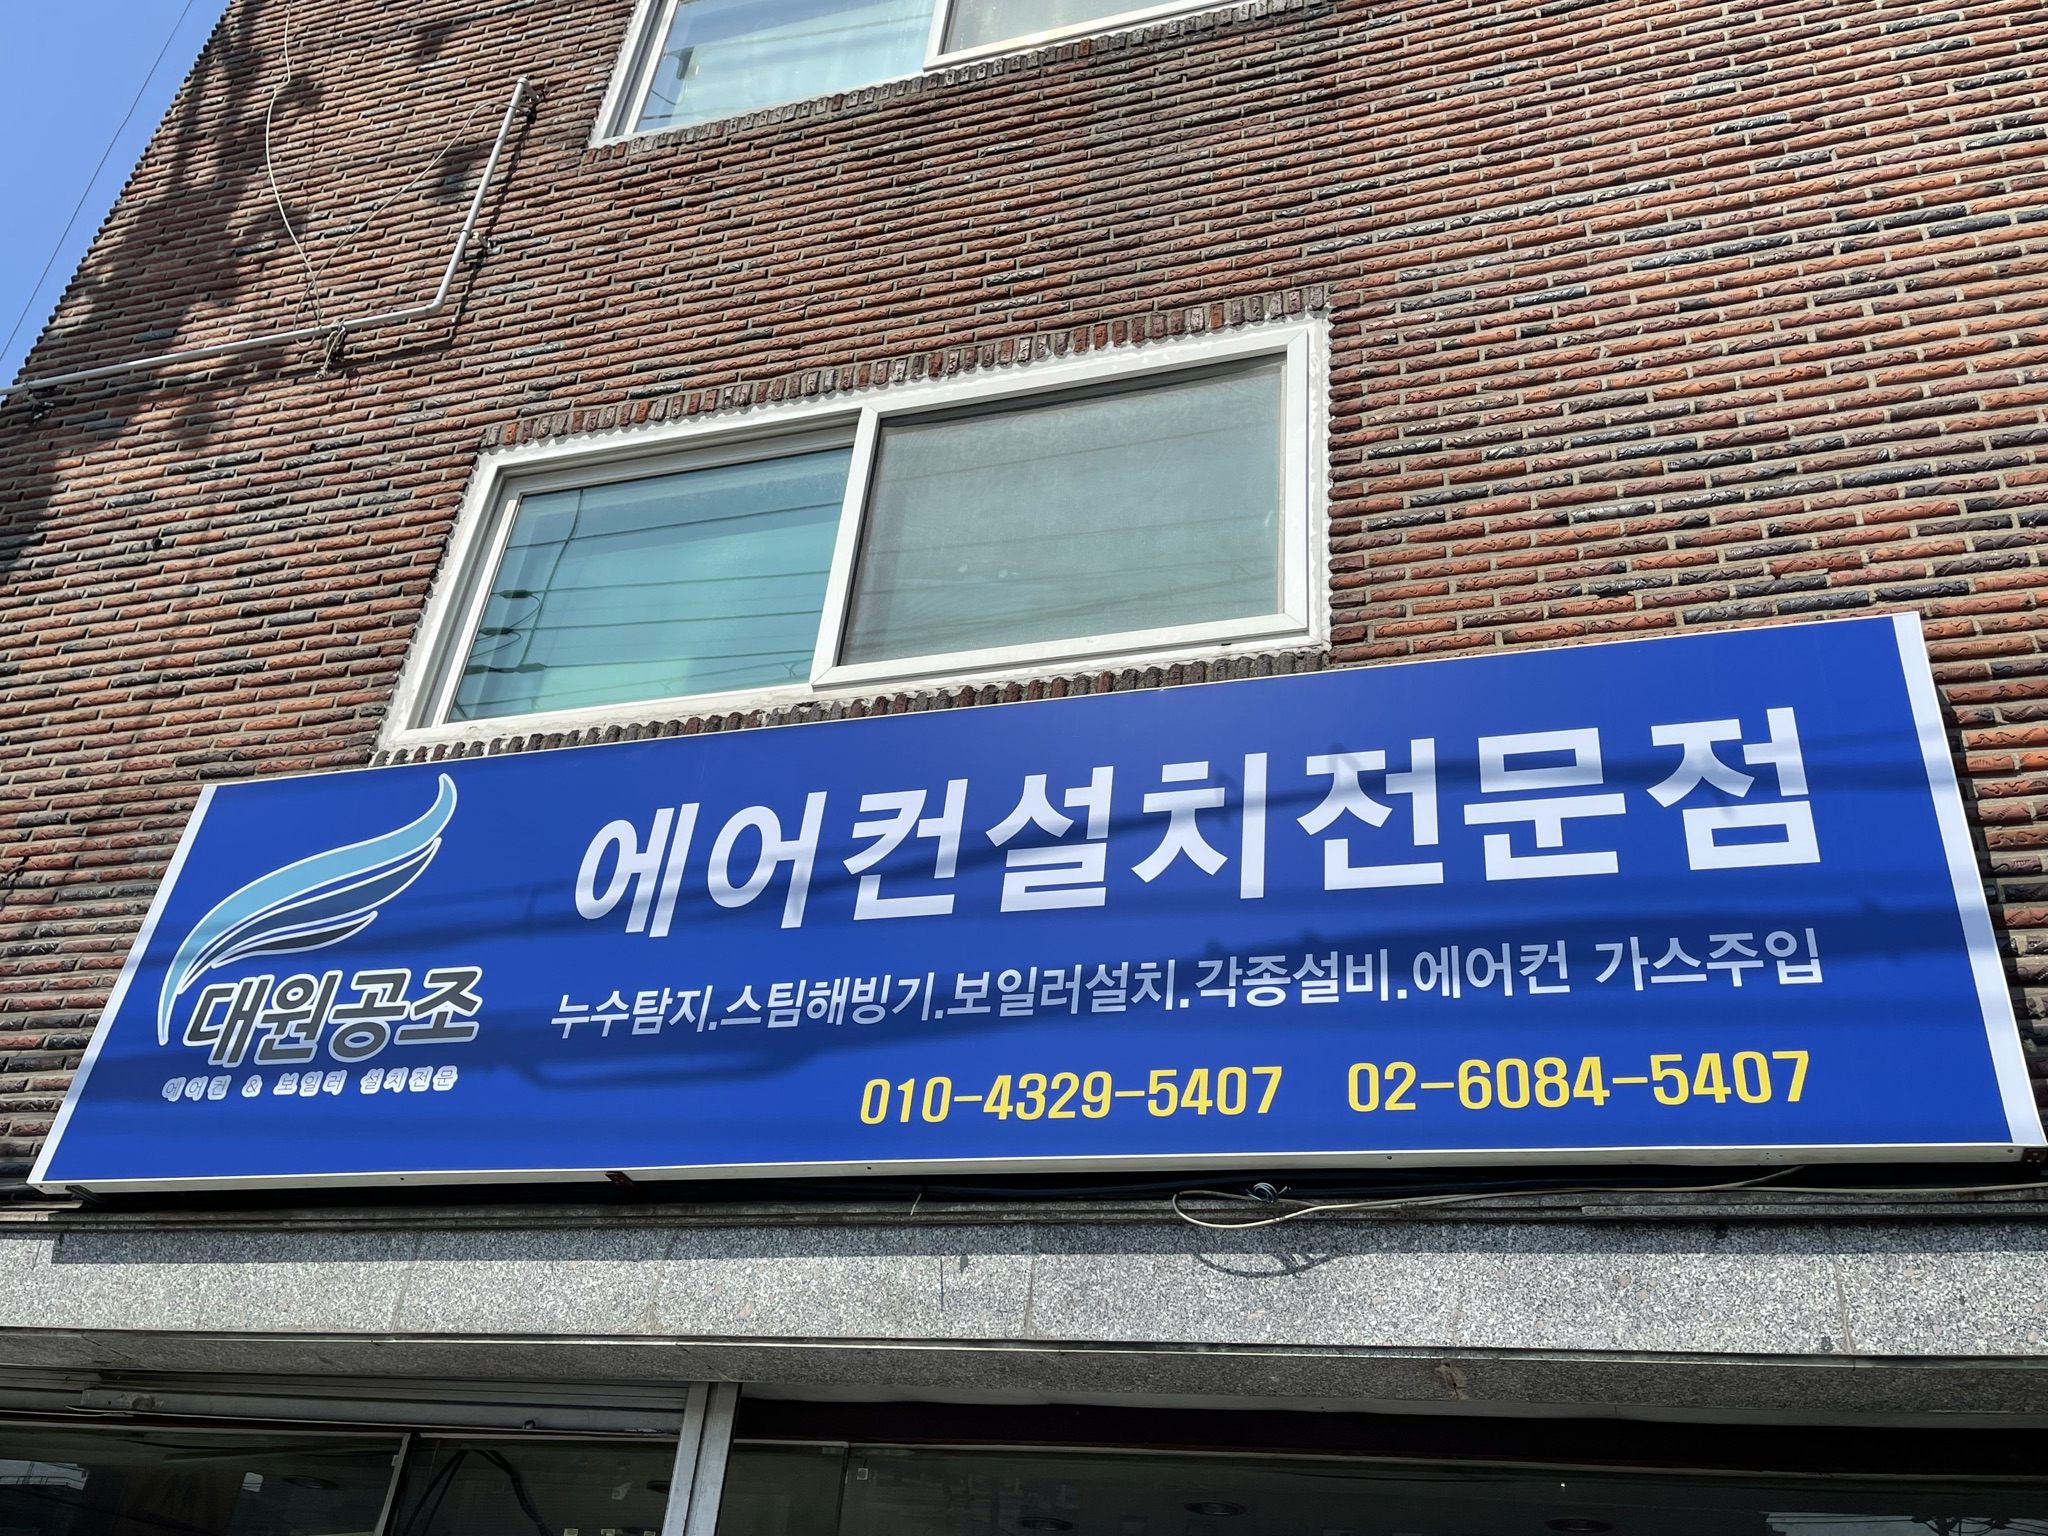 대원공조
에어컨 & 보일러 설치전문
에어컨설치전문점
누수탐지.스팀해빙기.보일러설치.각종설비.에어컨 가스주입
010-4329-5407 02-6084-5407